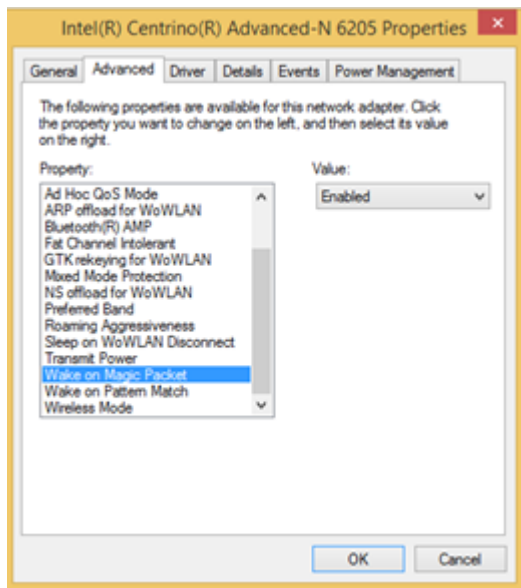 Intel(R) Centrino(R) Advanced-N 6205 Properties
General Advanced Driver Details Events Power Management
The following properties are available for this network adapter. Click
the property you want to change on the left, and then select its value
on the right.
Property:
Value:
Ad Hoc QoS Mode
Enabled
ARP offload for WoWLAN
Bluetooth(R) AMP
Fat Channel Intolerant
GTK rekeying for WoWLAN
Mixed Mode Protection
NS offload for WoWLAN
Preferred Band
Roaming Aggressiveness
Sleep on WoWLAN Disconnect
Transmit Power
Wake on Magic Packet
Wake on Pattern Match
Wireless Mode
OK
Cancel